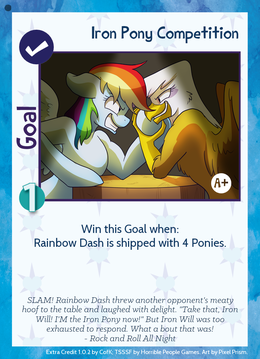 Iron Pony Competition
Goal
1
A+
Win this Goal when:
Rainbow Dash is shipped with 4 Ponies.
SLAM! Rainbow Dash threw another opponent's meaty
hoof to the table and laughed with delight. "Take that, Iron
Will! I'M the Iron Pony now!" But Iron Will was too
exhausted to respond. What a bout that was!
- Rock and Roll All Night
Extra Credit 1.0.2 by CofK, TSSSF by Horrible People Games. Art by Pixel Prism.